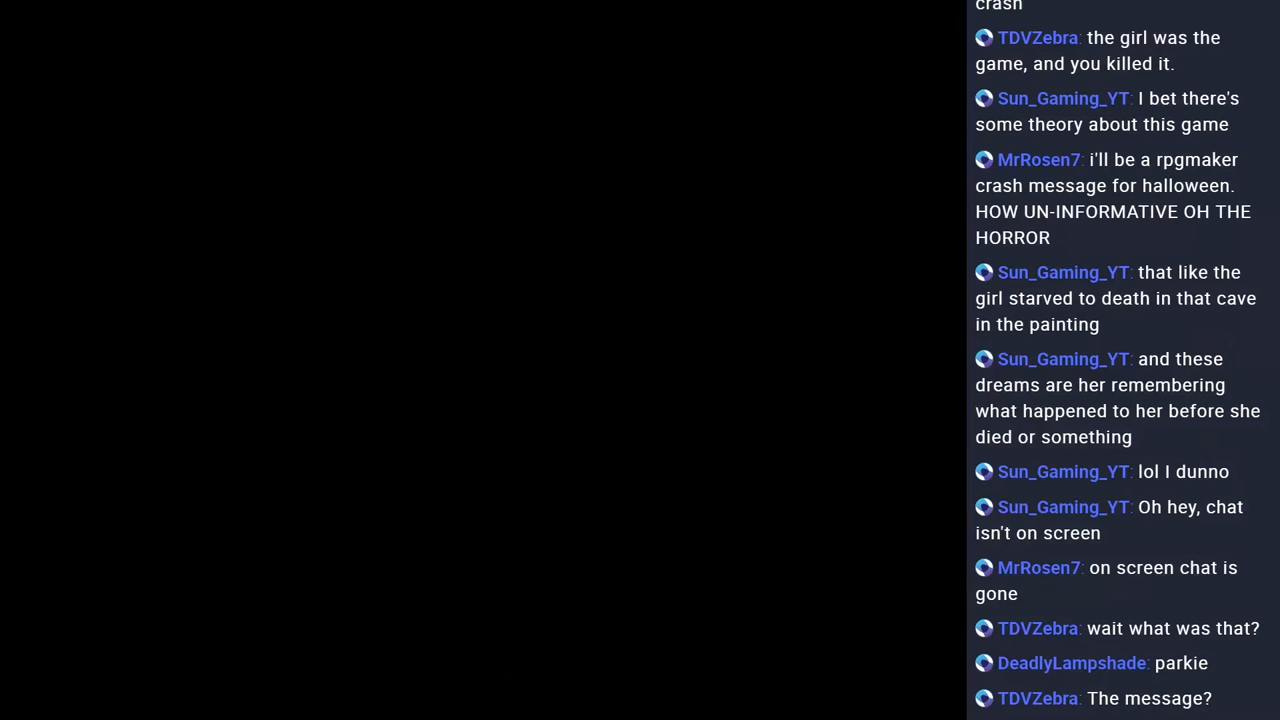 crash
TDVZebra: the girl was the
game, and you killed it.
Sun_Gaming_YT: I bet there's
some theory about this game
MrRosen7: i'll be a rpgmaker
crash message for halloween.
HOW UN-INFORMATIVE OH THE
HORROR
Sun_Gaming_YT: that like the
girl starved to death in that cave
in the painting
Sun_Gaming_YT: and these
dreams are her remembering
what happened to her before she
died or something
Sun_Gaming_YT: lol I dunno
Sun_Gaming_YT: Oh hey, chat
isn't on screen
MrRosen7: on screen chat is
gone
TDVZebra: wait what was that?
DeadlyLampshade: parkie
TDVZebra: The message?